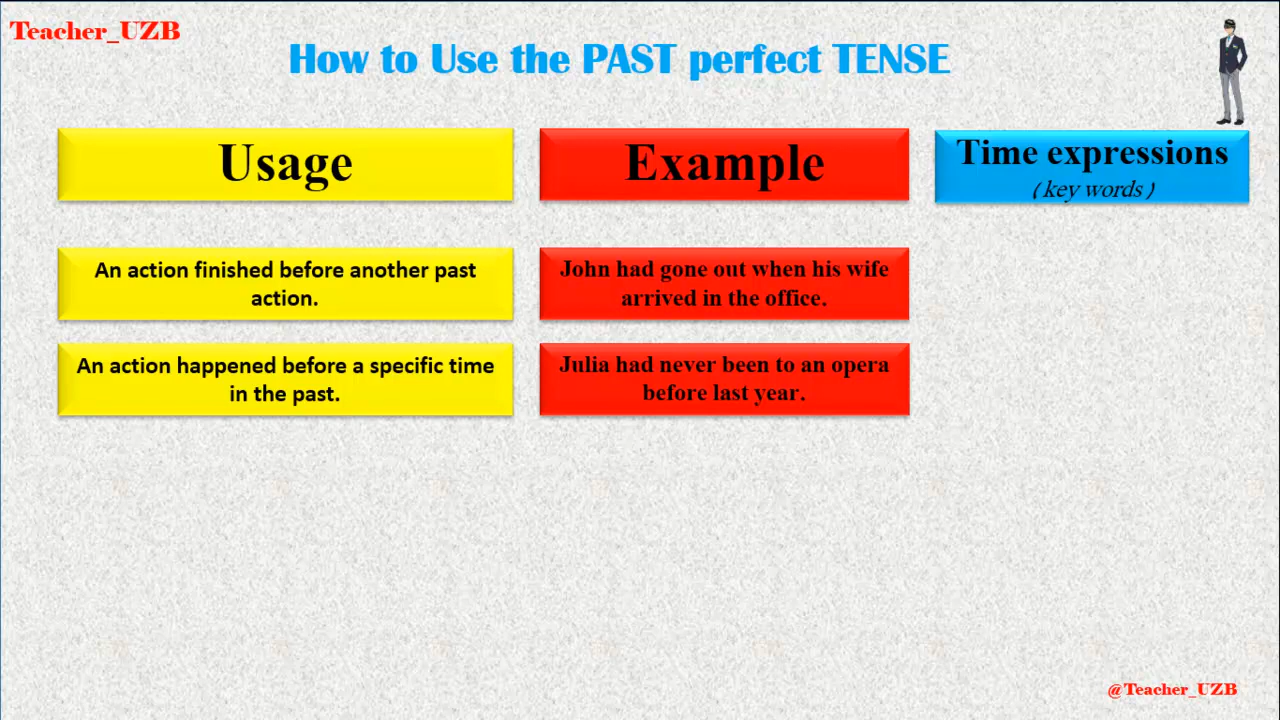 Teacher_UZB
How to Use the PAST perfect TENSE
Usage
Example
Time expressions
(key words)
An action finished before another past
action.
John had gone out when his wife
arrived in the office.
An action happened before a specific time
in the past.
Julia had never been to an opera
before last year.
@Teacher_UZB